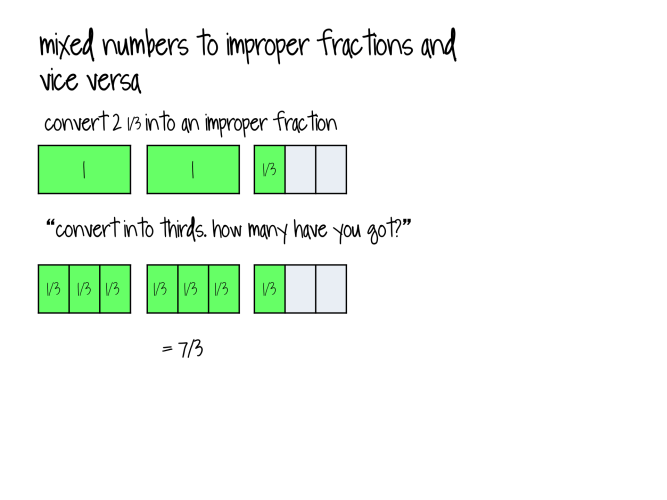 mixed numbers to improper fractions and
vice versa
convert 2 1/3 into an improper fraction
1 1 1/3
“convert into thirds. how many have you got?”
1/3 1/3 1/3 1/3 1/3 1/3 1/3
= 7/3